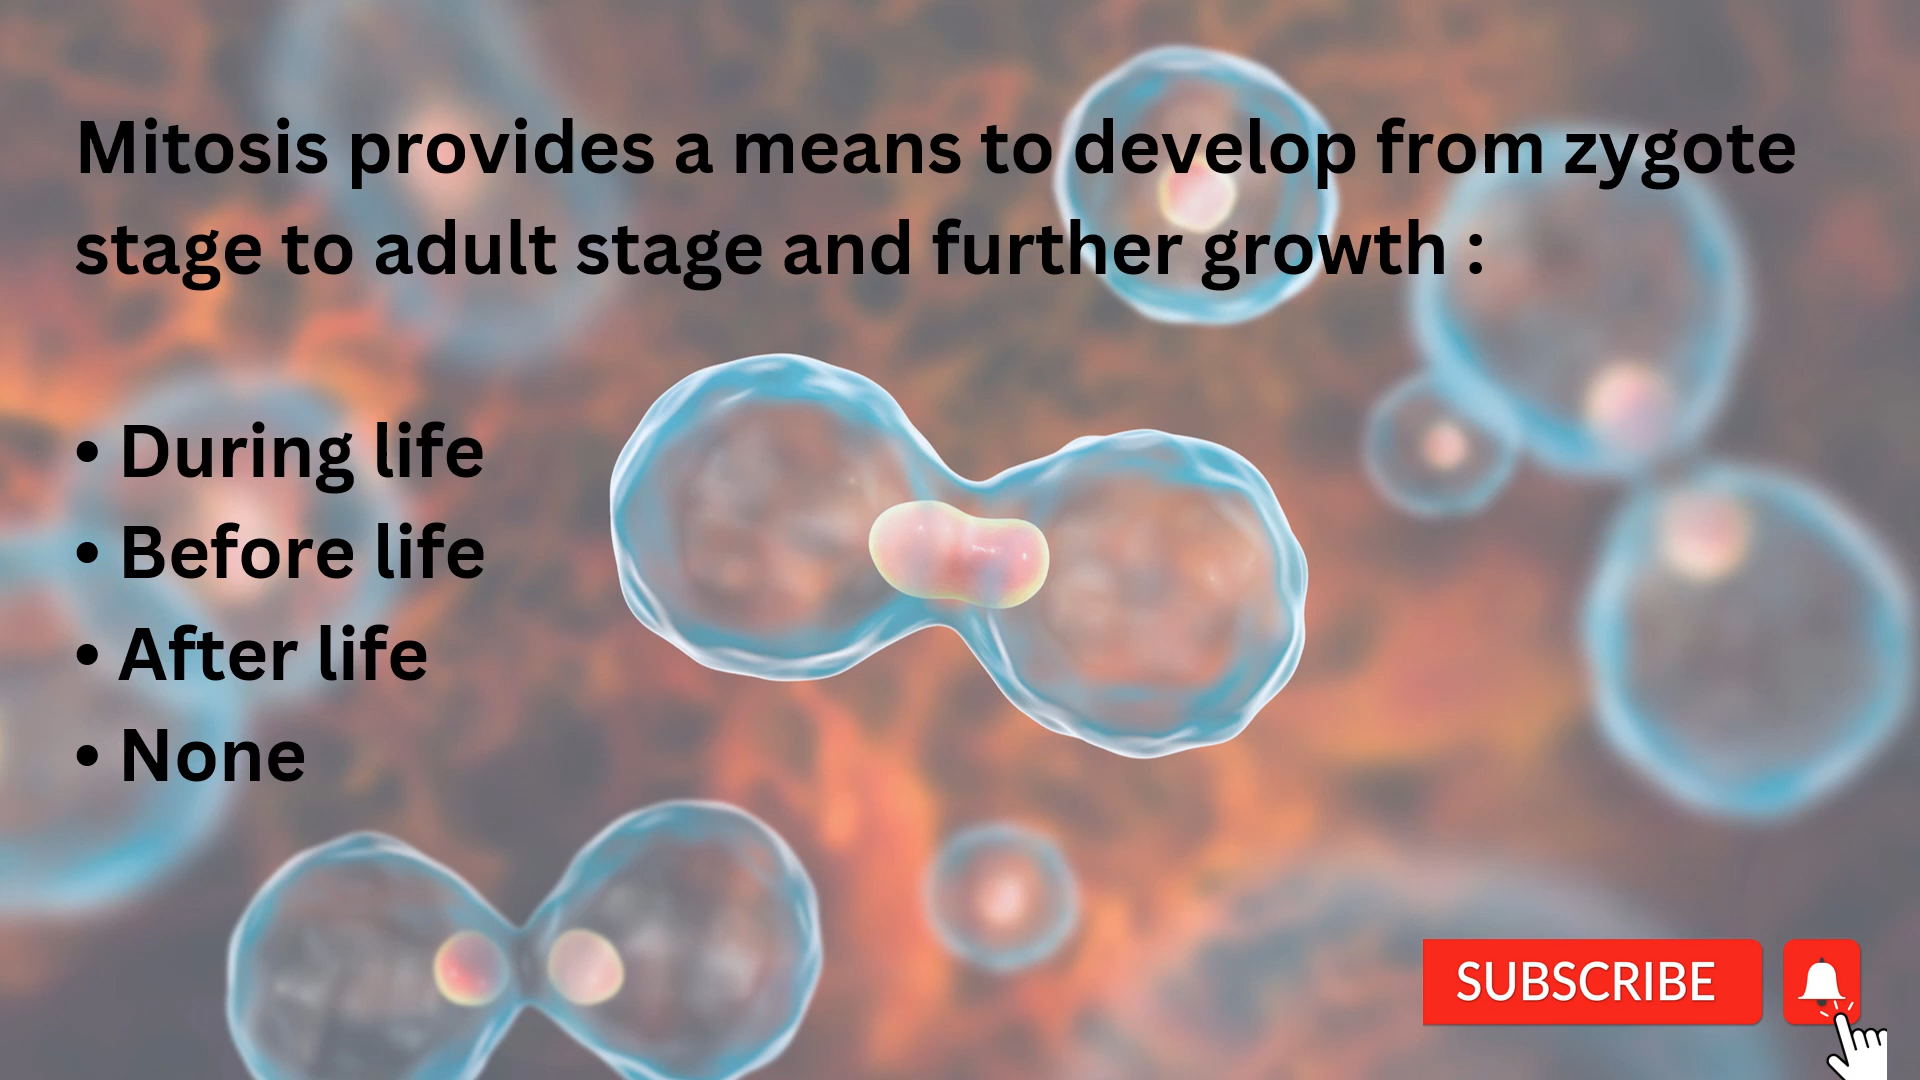 Mitosis provides a means to develop from zygote
stage to adult stage and further growth :
• During life
• Before life
• After life
• None
SUBSCRIBE